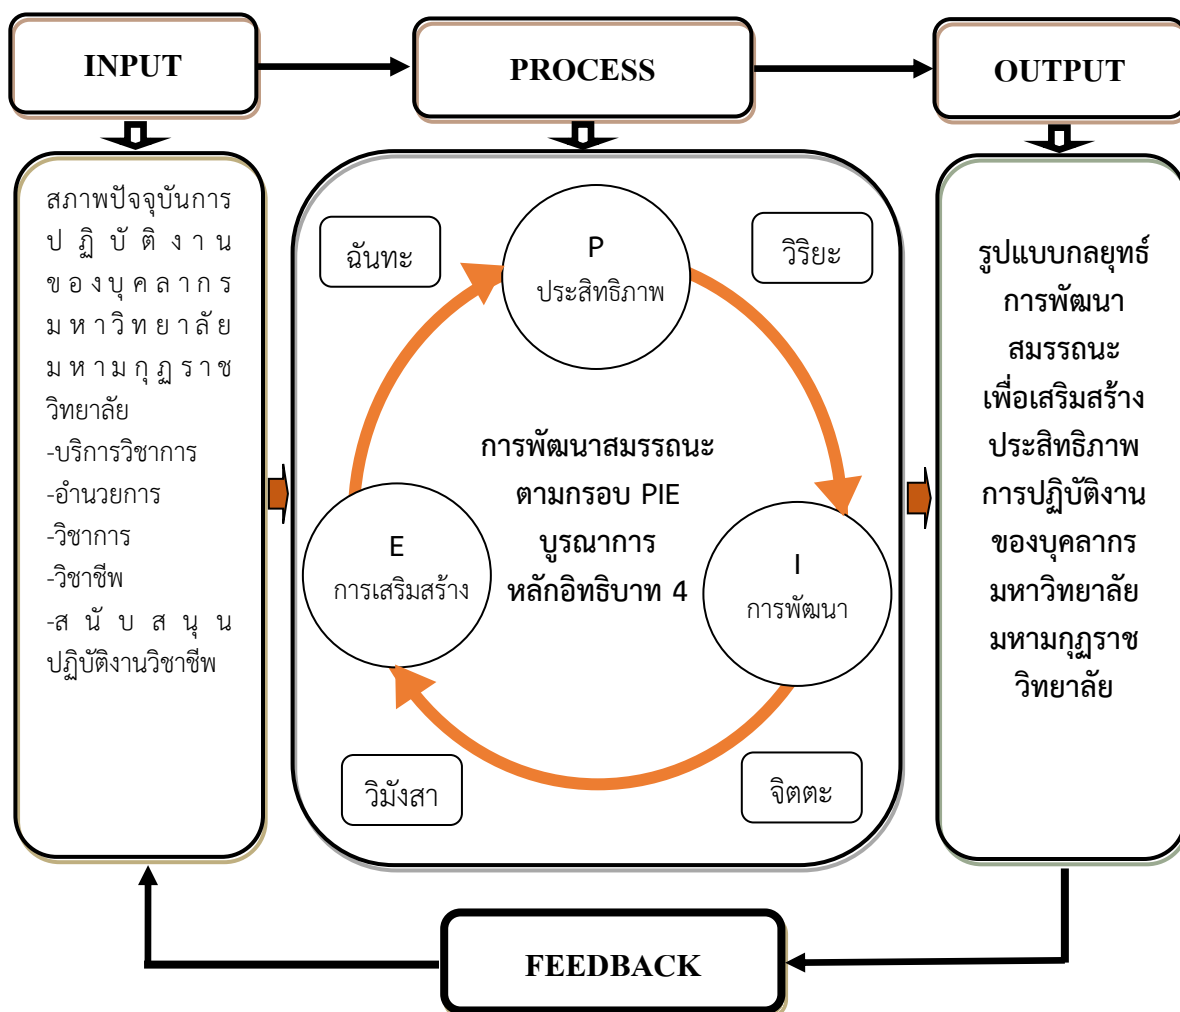 INPUT
PROCESS
OUTPUT
สภาพปัจจุบันการ
ปฏิบัติงาน
ของบุคลากร
มหาวิทยาลัย
มหามกุฏราช
วิทยาลัย
-บริการวิชาการ
-อำนวยการ
-วิชาการ
-วิชาชีพ
-สนับสนุน
ปฏิบัติงานวิชาชีพ
ฉันทะ
P
ประสิทธิภาพ
วิริยะ
การพัฒนาสมรรถนะ
ตามกรอบ PIE
บูรณาการ
หลักอิทธิบาท 4
E
การเสริมสร้าง
I
การพัฒนา
วิมังสา
จิตตะ
รูปแบบกลยุทธ์
การพัฒนา
สมรรถนะ
เพื่อเสริมสร้าง
ประสิทธิภาพ
การปฏิบัติงาน
ของบุคลากร
มหาวิทยาลัย
มหามกุฏราช
วิทยาลัย
FEEDBACK